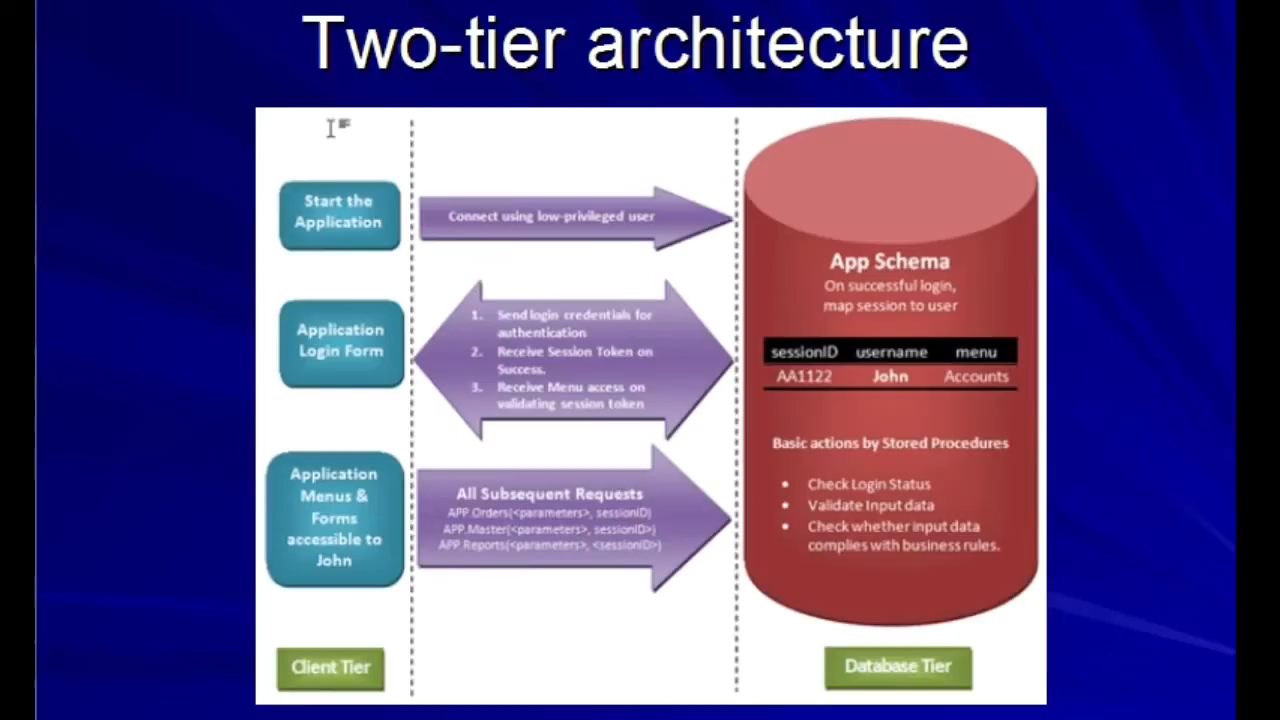 Two-tier architecture
Start the
Application
Connect using low-privileged user
App Schema
On successful login,
map session to user
sessionID username menu
AA1122 John Accounts
Application
Login Form
1. Send login credentials for
authentication
2. Receive Session Token on
Success.
3. Receive Menu access on
validating session token
Basic actions by Stored Procedures
• Check Login Status
• Validate Input data
• Check whether input data
complies with business rules.
Application
Menus &
Forms
accessible to
John
All Subsequent Requests
APP.Orders(<parameters>, sessionID)
APP.Master(<parameters>, sessionID>)
APP.Reports(<parameters>, <sessionID>)
Client Tier
Database Tier